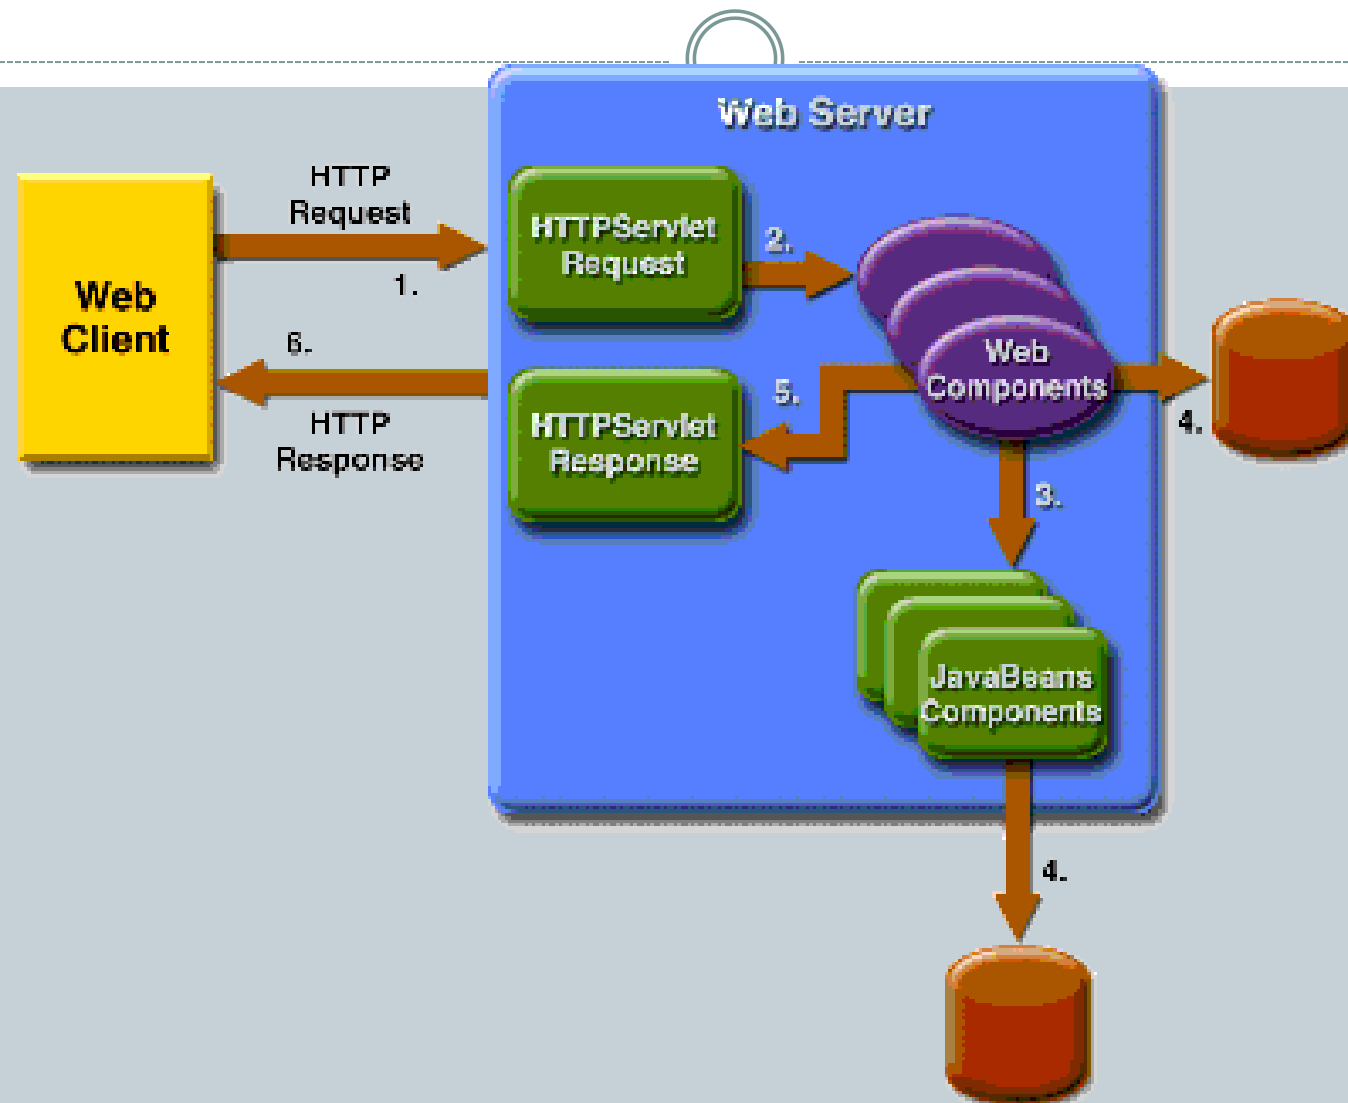 Web Server
HTTP
Request
1.
HTTPServlet
Request
2.
Web
Client
6.
HTTP
Response
HTTPServlet
Response
5.
Web
Components
4.
3.
JavaBeans
Components
4.